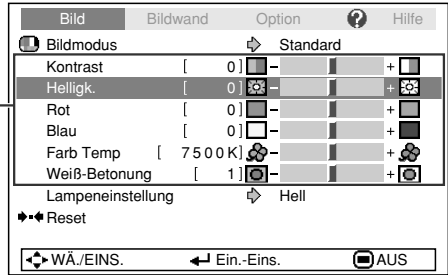 Bild Bildwand Option Hilfe
Bildmodus Standard
Kontrast [ 0] – +
Helligk. [ 0] – +
Rot [ 0] – +
Blau [ 0] – +
Farb Temp [ 7500K] – +
Weiß-Betonung [ 1] – +
Lampeneinstellung Hell
Reset
WÄ./EINS. Ein.-Eins. AUS